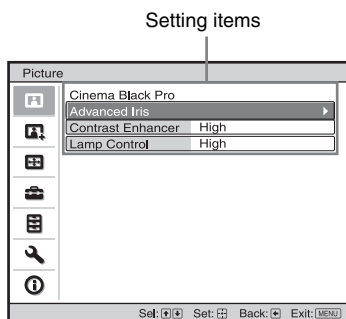 Setting items
Picture
Cinema Black Pro
Advanced Iris
Contrast Enhancer High
Lamp Control High
Sel: Set: Back: Exit: MENU